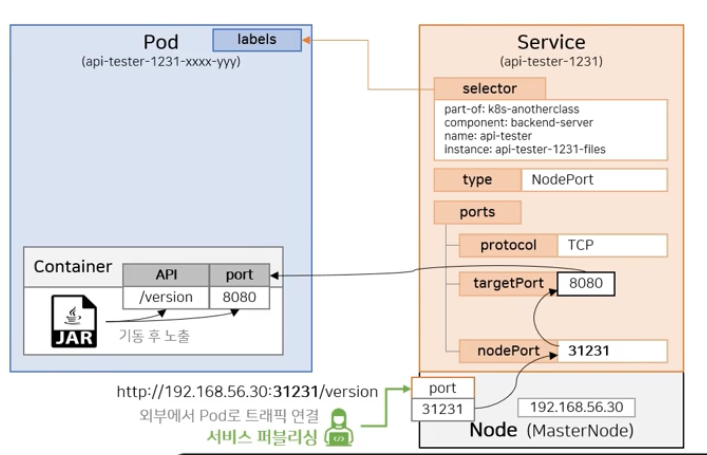 Pod
labels
(api-tester-1231-xxxx-yyy)
Container
API
port
/version
8080
JAR
기동 후 노출
Service
(api-tester-1231)
selector
part-of: k8s-anotherclass
component: backend-server
name: api-tester
instance: api-tester-1231-files
type
NodePort
ports
protocol
TCP
targetPort
8080
nodePort
31231
http://192.168.56.30:31231/version
외부에서 Pod로 트래픽 연결
서비스 퍼블리싱
port
31231
192.168.56.30
Node (MasterNode)